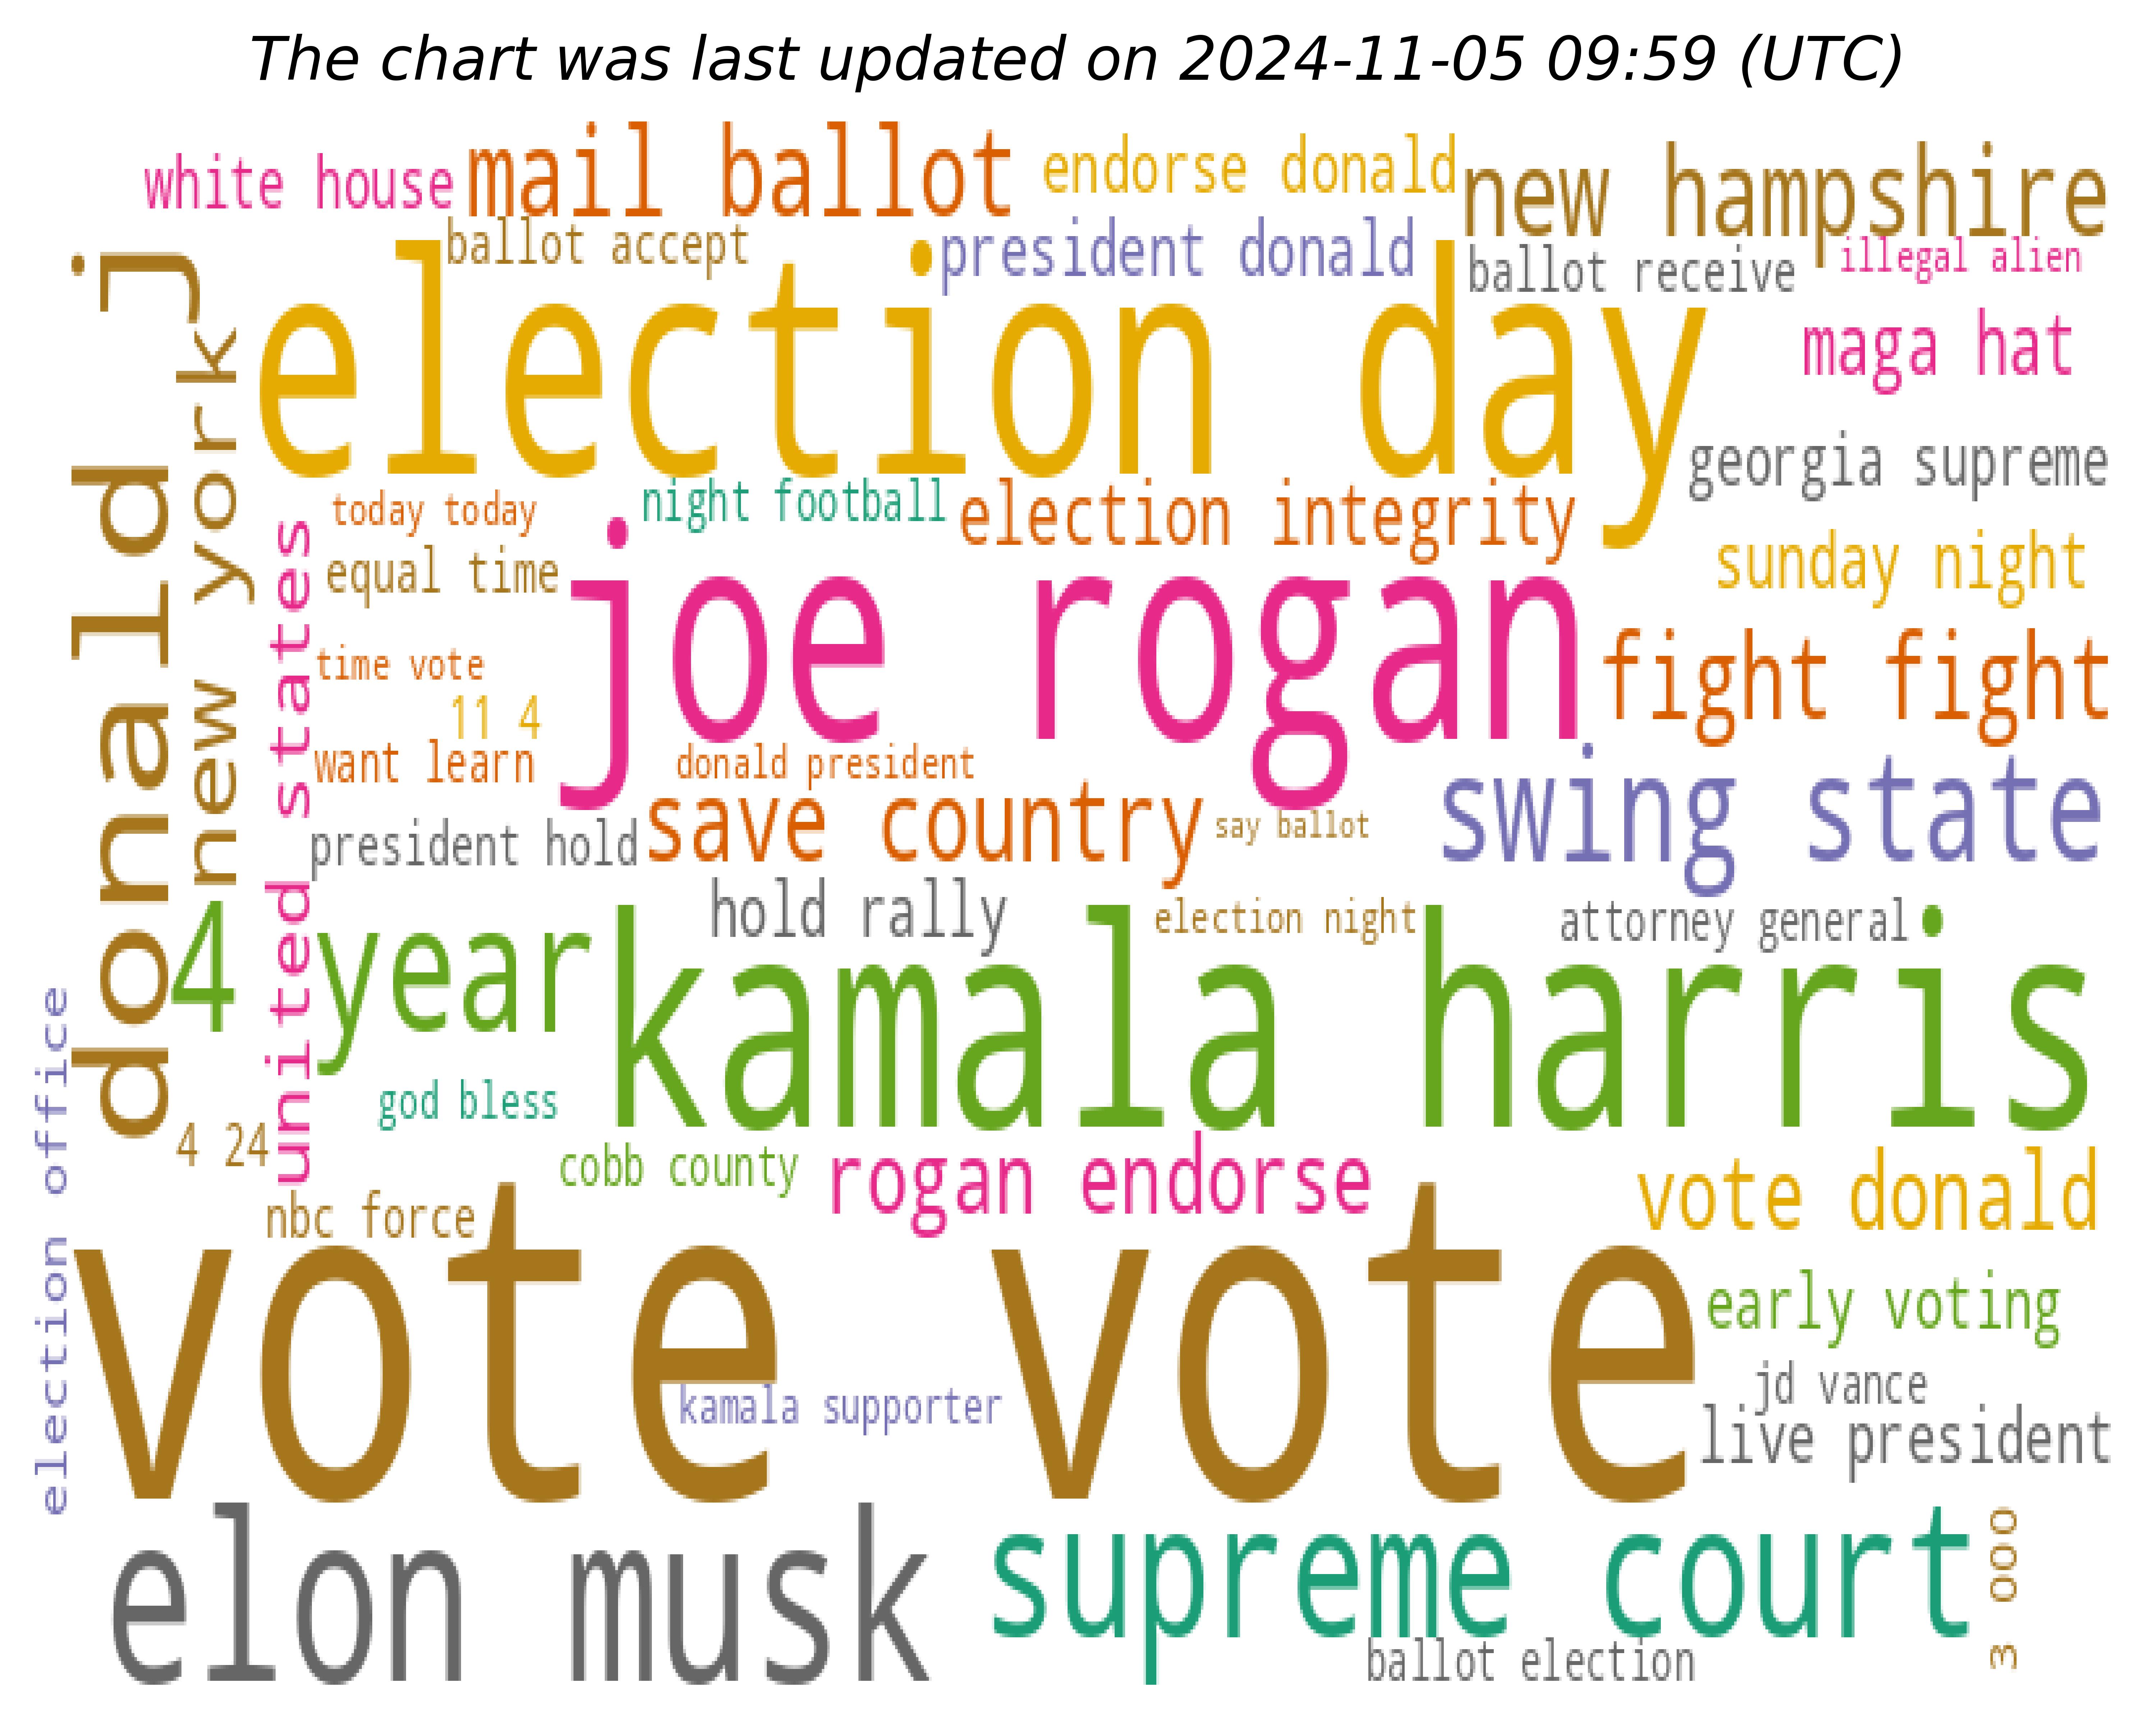 The chart was last updated on 2024-11-05 09:59 (UTC)
white house
mail ballot
endorse donald
new hampshire
ballot accept
president donald
ballot receive
illegal alien
election day
maga hat
donald j
new york
georgia supreme
today today
night football
election integrity
sunday night
equal time
united states
joe rogan
time vote
fight fight
11 4
want learn
donald president
save country
say ballot
swing state
president hold
hold rally
election night
attorney general
4 year
kamala harris
election office
god bless
4 24
cobb county
rogan endorse
vote donald
nbc force
vote vote
early voting
kamala supporter
jd vance
live president
elon musk
supreme court
3 000
ballot election